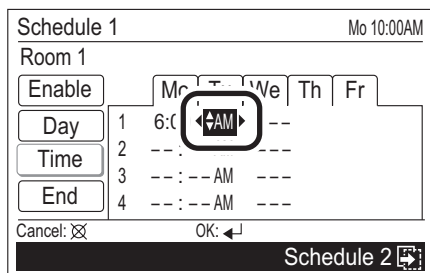 Schedule 1 Mo 10:00AM
Room 1
Enable Mo Tu We Th Fr
Day 1 6:0 AM --
Time 2 --:
3 --:--AM ---
End 4 --:--AM ---
Cancel: OK:
Schedule 2